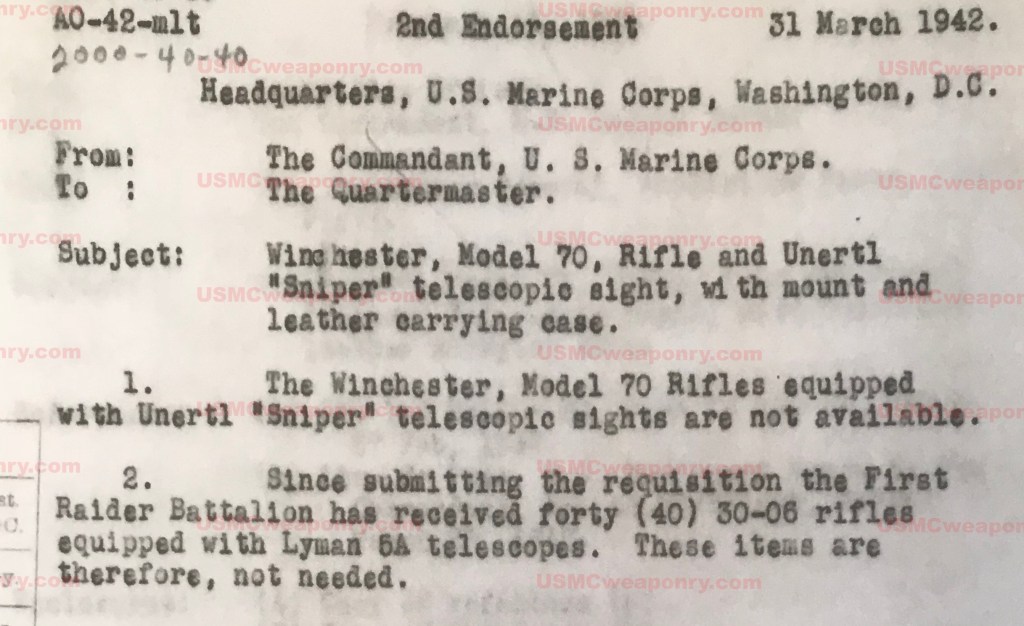 AO-42-mlt 2nd Endorsement 31 March 1942.
2000-40-40
Headquarters, U.S. Marine Corps, Washington, D.C.
From: The Commandant, U. S. Marine Corps.
To : The Quartermaster.
Subject: Winchester, Model 70, Rifle and Unertl
"Sniper" telescopic sight, with mount and
leather carrying case.
1. The Winchester, Model 70 Rifles equipped
with Unertl "Sniper" telescopic sights are not available.
2. Since submitting the requisition the First
Raider Battalion has received forty (40) 30-06 rifles
equipped with Lyman 5A telescopes. These items are
therefore, not needed.
USMCweaponry.com